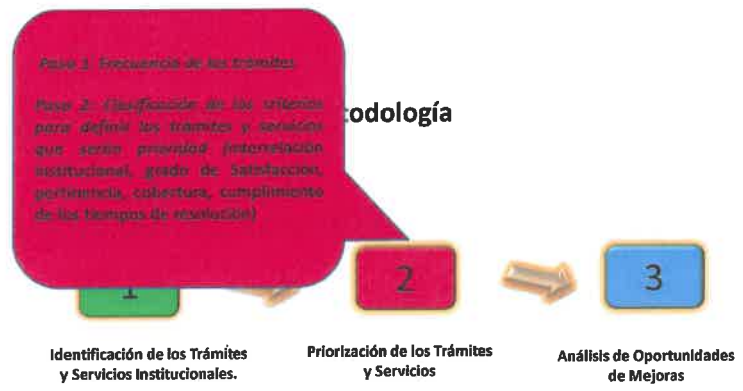 Paso 1: Frecuencia de los trámites
Paso 2: Clasificación de los criterios
para definir los trámites y servicios
que serán prioridad (interrelación
institucional, grado de Satisfacción,
pertinencia, cobertura, cumplimiento
de los tiempos de resolución)
todología
1
2
3
Identificación de los Trámites
y Servicios Institucionales.
Priorización de los Trámites
y Servicios
Análisis de Oportunidades
de Mejoras